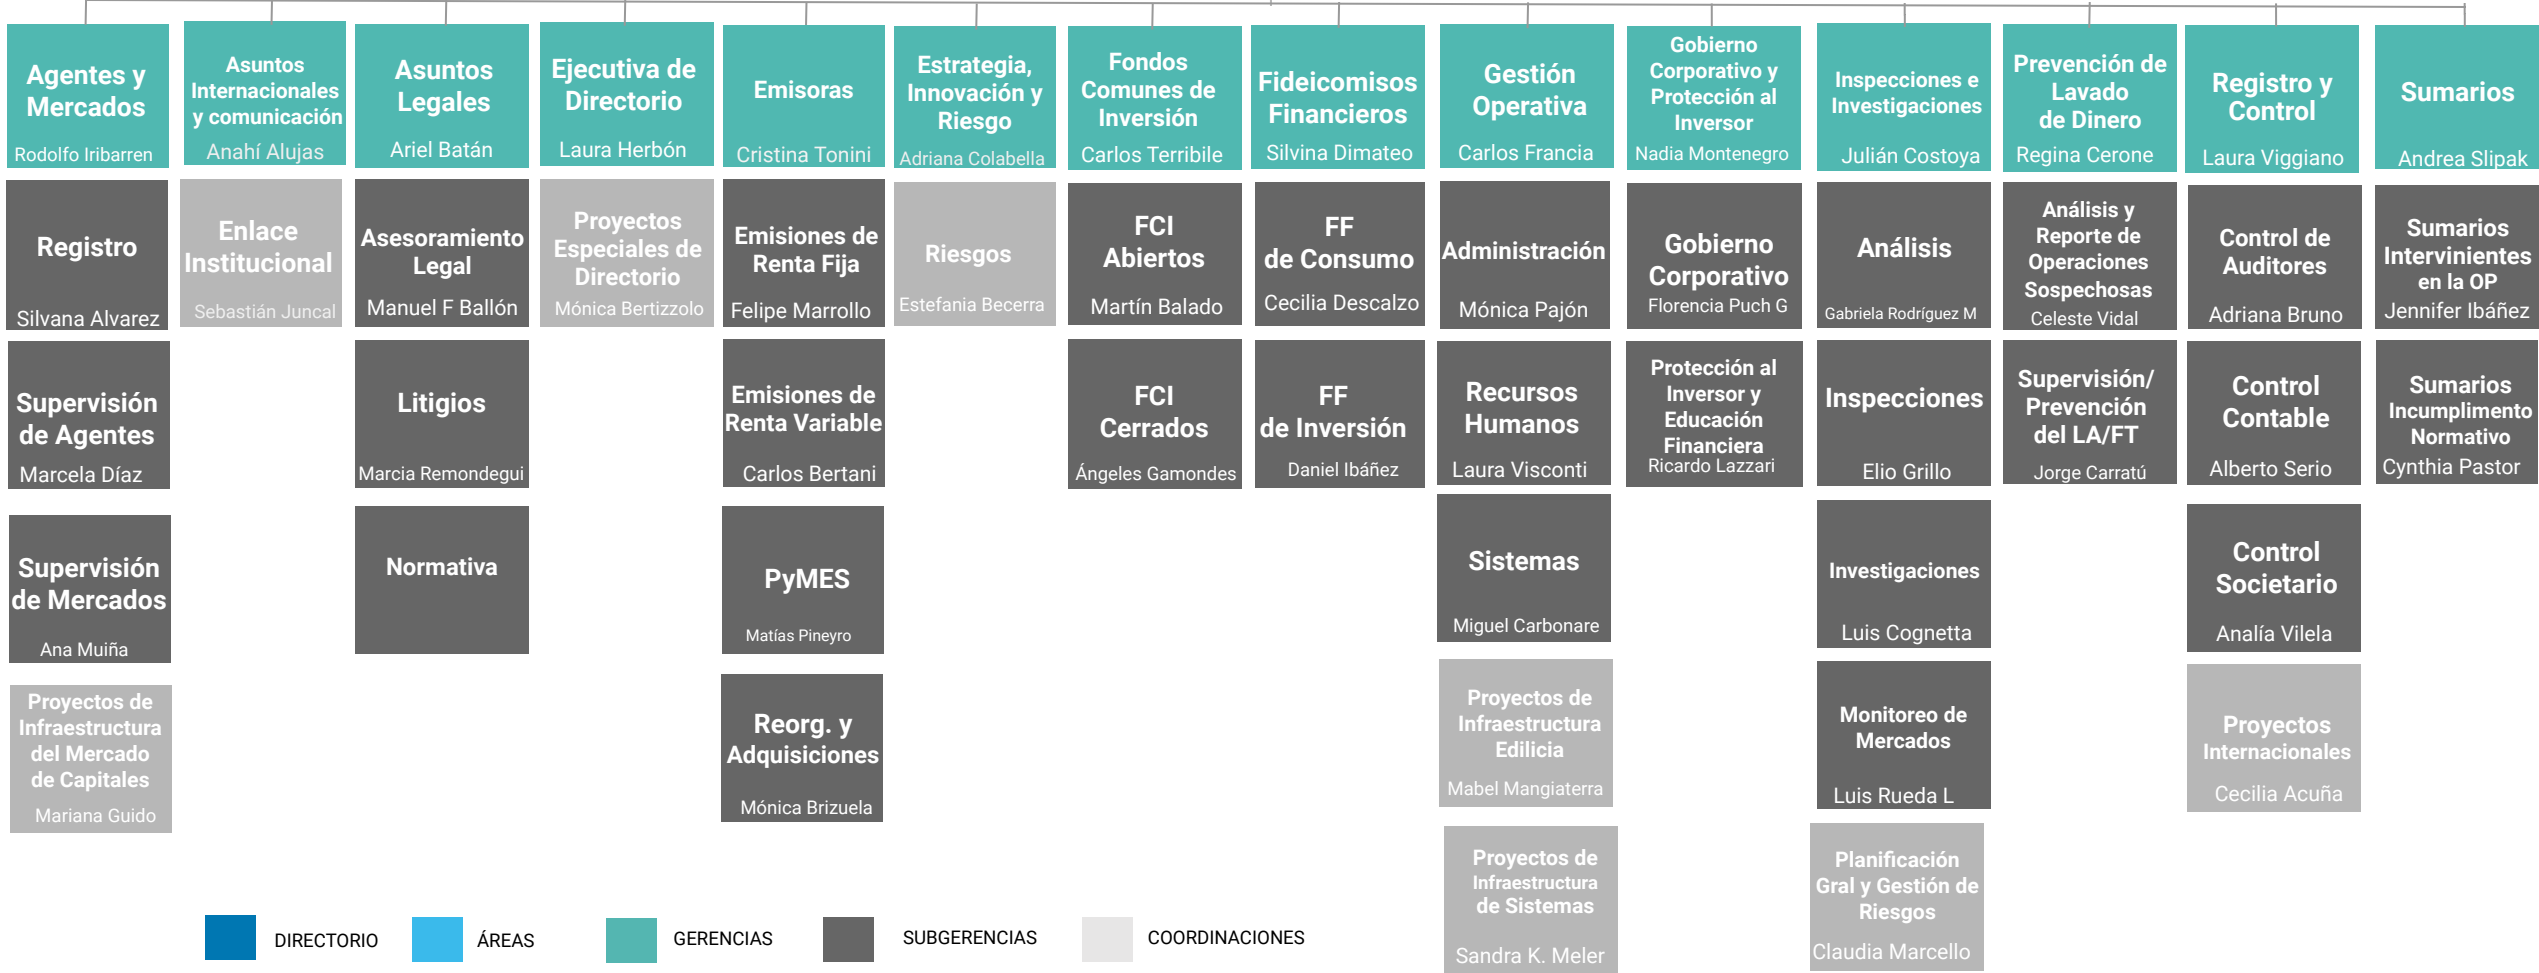 Agentes y
Mercados
Rodolfo Iribarren
Asuntos
Internacionales
y comunicación
Anahí Alujas
Asuntos
Legales
Ariel Batán
Ejecutiva de
Directorio
Laura Herbón
Emisoras
Cristina Tonini
Estrategia,
Innovación y
Riesgo
Adriana Colabella
Fondos
Comunes de
Inversión
Carlos Terribile
Fideicomisos
Financieros
Silvina Dimateo
Gestión
Operativa
Carlos Francia
Gobierno
Corporativo y
Protección al
Inversor
Nadia Montenegro
Inspecciones e
Investigaciones
Julián Costoya
Prevención de
Lavado
de Dinero
Regina Cerone
Registro y
Control
Laura Viggiano
Sumarios
Andrea Slipak
Registro
Silvana Alvarez
Enlace
Institucional
Sebastián Juncal
Asesoramiento
Legal
Manuel F Ballón
Proyectos
Especiales de
Directorio
Mónica Bertizzolo
Emisiones de
Renta Fija
Felipe Marrollo
Riesgos
Estefania Becerra
FCI
Abiertos
Martín Balado
FF
de Consumo
Cecilia Descalzo
Administración
Mónica Pajón
Gobierno
Corporativo
Florencia Puch G
Análisis
Gabriela Rodríguez M
Análisis y
Reporte de
Operaciones
Sospechosas
Celeste Vidal
Control de
Auditores
Adriana Bruno
Sumarios
Intervinientes
en la OP
Jennifer Ibáñez
Supervisión
de Agentes
Marcela Díaz
Litigios
Marcia Remondegui
Emisiones de
Renta Variable
Carlos Bertani
FCI
Cerrados
Ángeles Gamondes
FF
de Inversión
Daniel Ibáñez
Recursos
Humanos
Laura Visconti
Protección al
Inversor y
Educación
Financiera
Ricardo Lazzari
Inspecciones
Elio Grillo
Supervisión/
Prevención
del LA/FT
Jorge Carratú
Control
Contable
Alberto Serio
Sumarios
Incumplimento
Normativo
Cynthia Pastor
Supervisión
de Mercados
Ana Muiña
Normativa
PyMES
Matías Pineyro
Sistemas
Miguel Carbonare
Investigaciones
Luis Cognetta
Control
Societario
Analía Vilela
Proyectos de
Infraestructura
del Mercado
de Capitales
Mariana Guido
Reorg. y
Adquisiciones
Mónica Brizuela
Proyectos de
Infraestructura
Edilicia
Mabel Mangiaterra
Monitoreo de
Mercados
Luis Rueda L
Proyectos
Internacionales
Cecilia Acuña
Proyectos de
Infraestructura
de Sistemas
Sandra K. Meler
Planificación
Gral y Gestión de
Riesgos
Claudia Marcello
DIRECTORIO
ÁREAS
GERENCIAS
SUBGERENCIAS
COORDINACIONES